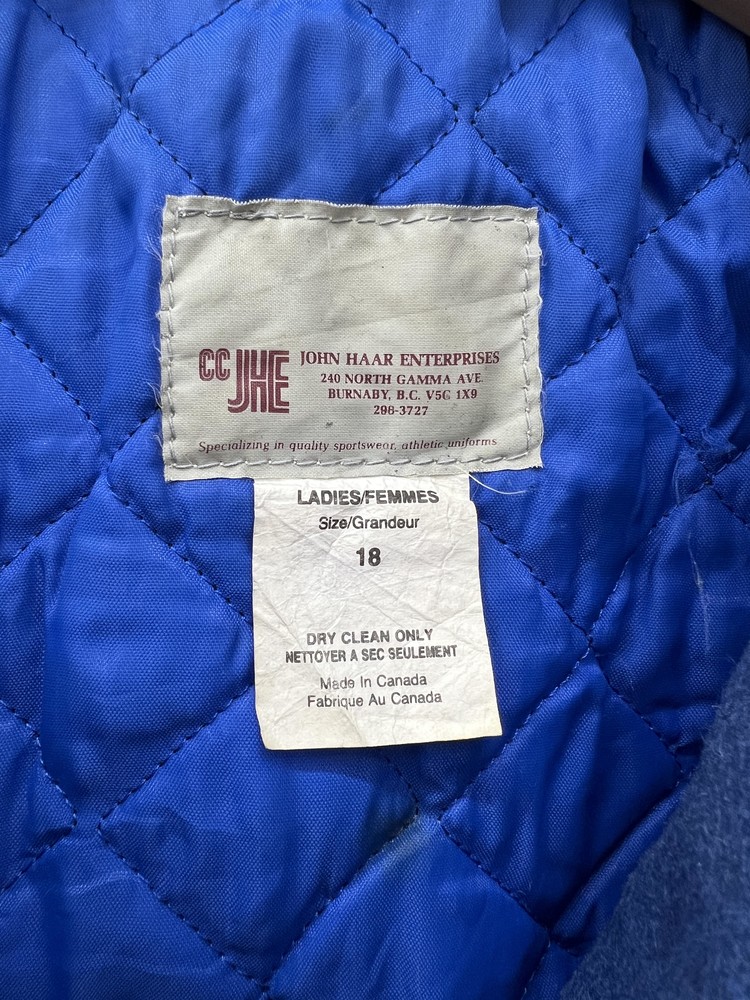 CC JHE
JOHN HAAR ENTERPRISES
240 NORTH GAMMA AVE.
BURNABY, B.C. V5C 1X9
298-3727
Specializing in quality sportswear, athletic uniforms
LADIES/FEMMES
Size/Grandeur
18
DRY CLEAN ONLY
NETTOYER A SEC SEULEMENT
Made In Canada
Fabrique Au Canada